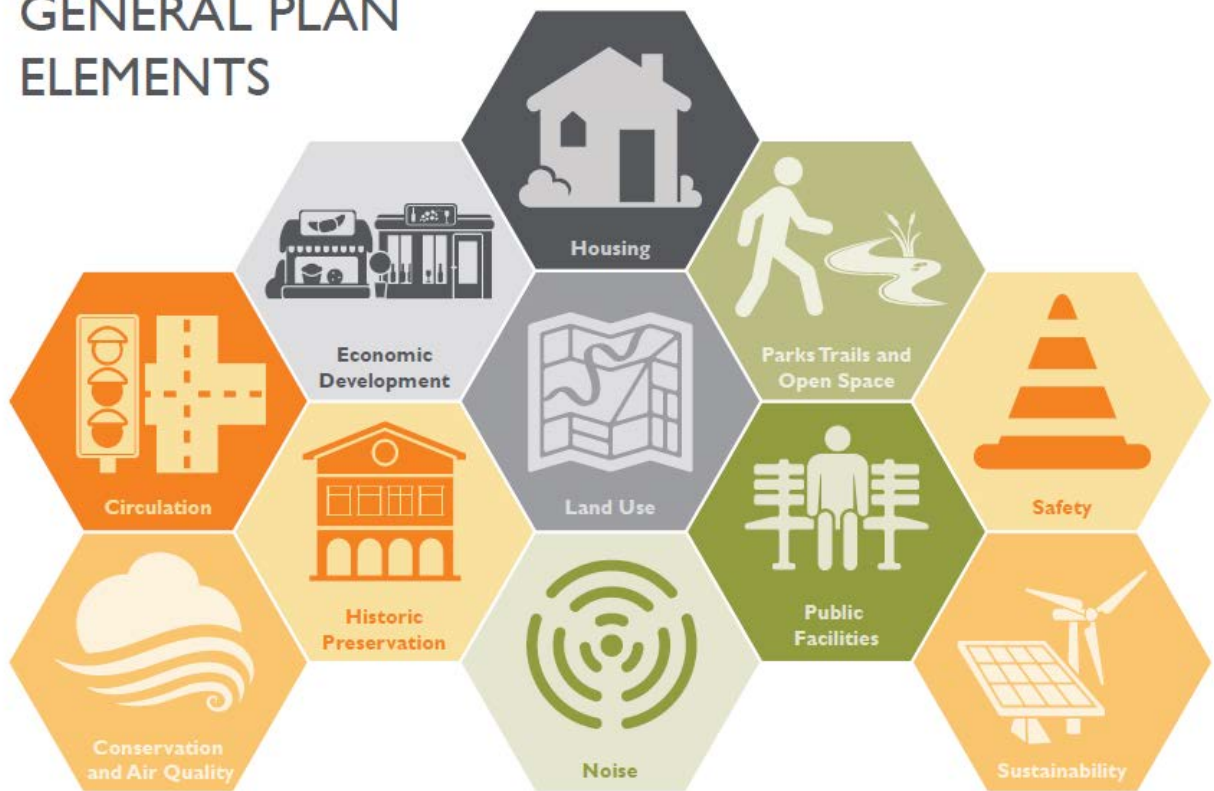 GENERAL PLAN
ELEMENTS
Housing
Economic
Development
Parks Trails and
Open Space
Circulation
Land Use
Safety
Historic
Preservation
Public
Facilities
Conservation
and Air Quality
Noise
Sustainability